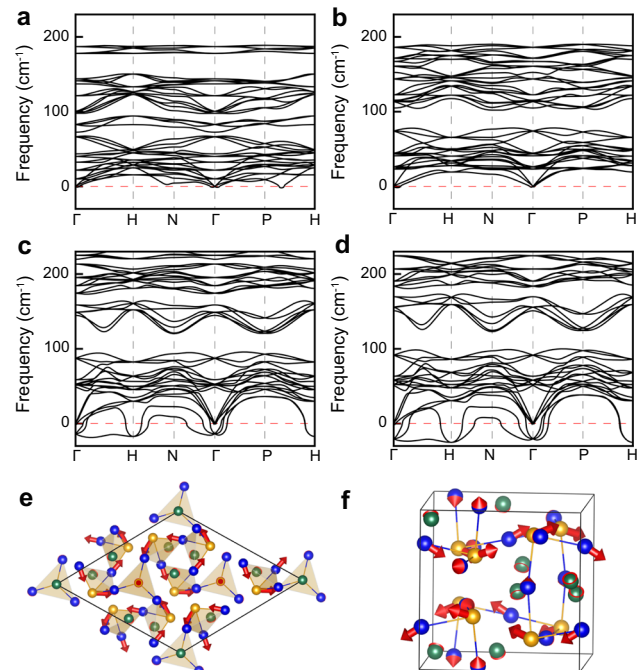 a
b
Frequency (cm-1)
200
100
0
Γ H N Γ P H
Frequency (cm-1)
200
100
0
Γ H N Γ P H
c
d
Frequency (cm-1)
200
100
0
Γ H N Γ P H
Frequency (cm-1)
200
100
0
Γ H N Γ P H
e
f